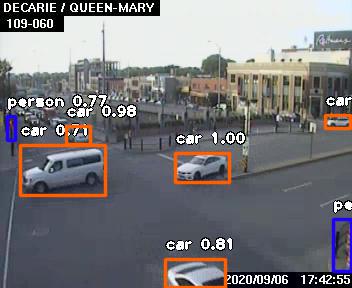 DECARIE / QUEEN-MARY
109-060
person 0.77
car 0.98
car
car 0.71
car 1.00
pe
car 0.81
2020/09/06 17:42:55